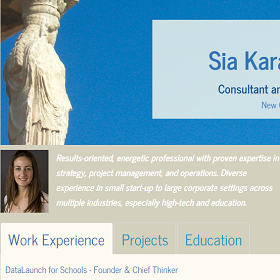 Sia Kara
Consultant an
New
Results-oriented, energetic professional with proven expertise in
strategy, project management, and operations. Diverse
experience in small start-up to large corporate settings across
multiple industries, especially high-tech and education.
Work Experience
Projects
Education
DataLaunch for Schools - Founder & Chief Thinker